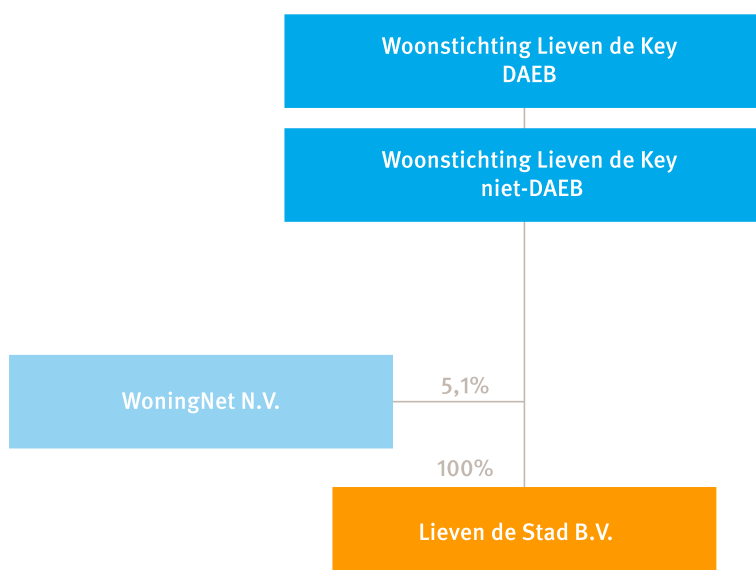 Woonstichting Lieven de Key
DAEB
Woonstichting Lieven de Key
niet-DAEB
5,1%
WoningNet N.V.
100%
Lieven de Stad B.V.